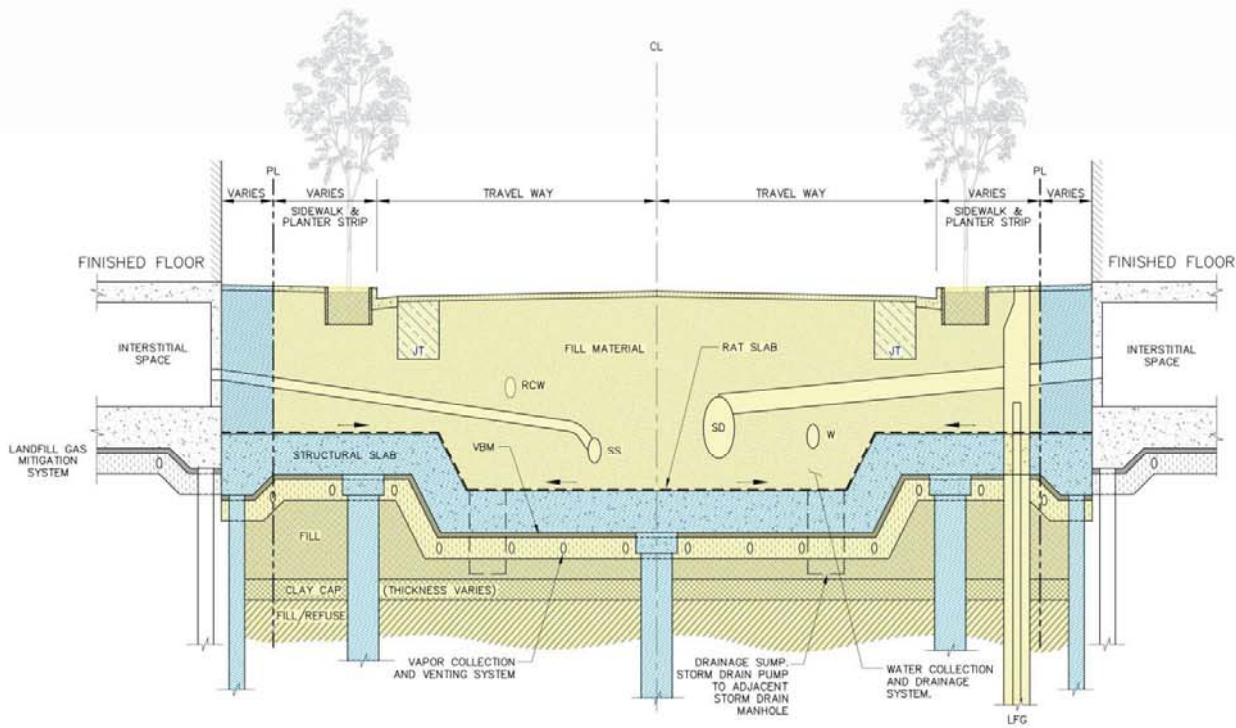 CL
PL
PL
VARIES
VARIES
TRAVEL WAY
TRAVEL WAY
VARIES
VARIES
SIDEWALK &
PLANTER STRIP
SIDEWALK &
PLANTER STRIP
FINISHED FLOOR
FINISHED FLOOR
INTERSTITIAL
SPACE
JT
FILL MATERIAL
RAT SLAB
JT
INTERSTITIAL
SPACE
RCW
SD
W
SS
VBM
LANDFILL GAS
MITIGATION
SYSTEM
STRUCTURAL SLAB
FILL
CLAY CAP (THICKNESS VARIES)
FILL/REFUSE
VAPOR COLLECTION
AND VENTING SYSTEM
DRAINAGE SUMP.
STORM DRAIN PUMP
TO ADJACENT
STORM DRAIN
MANHOLE
WATER COLLECTION
AND DRAINAGE
SYSTEM.
LFG